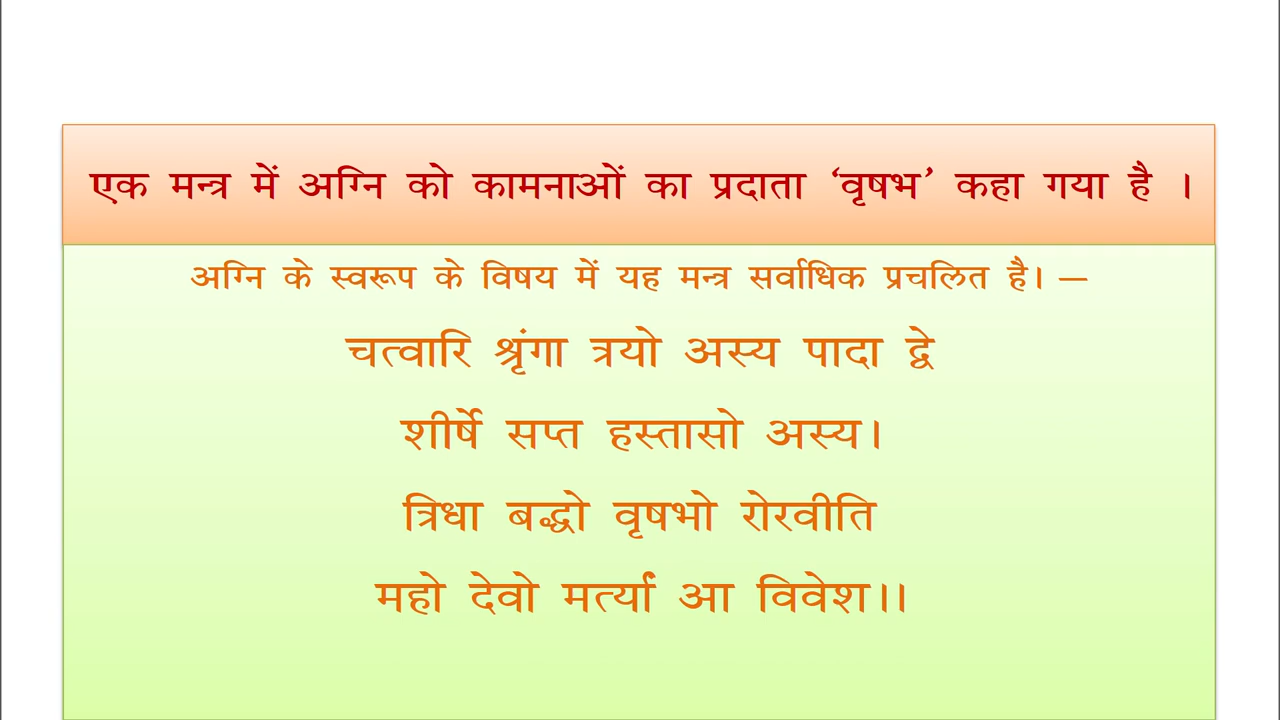 एक मन्त्र में अग्नि को कामनाओं का प्रदाता ‘वृषभ’ कहा गया है ।
अग्नि के स्वरूप के विषय में यह मन्त्र सर्वाधिक प्रचलित है। –
चत्वारि श्रृंगा त्रयो अस्य पादा द्वे
शीर्षे सप्त हस्तासो अस्य।
त्रिधा बद्धो वृषभो रोरवीति
महो देवो मर्त्यां आ विवेश।।